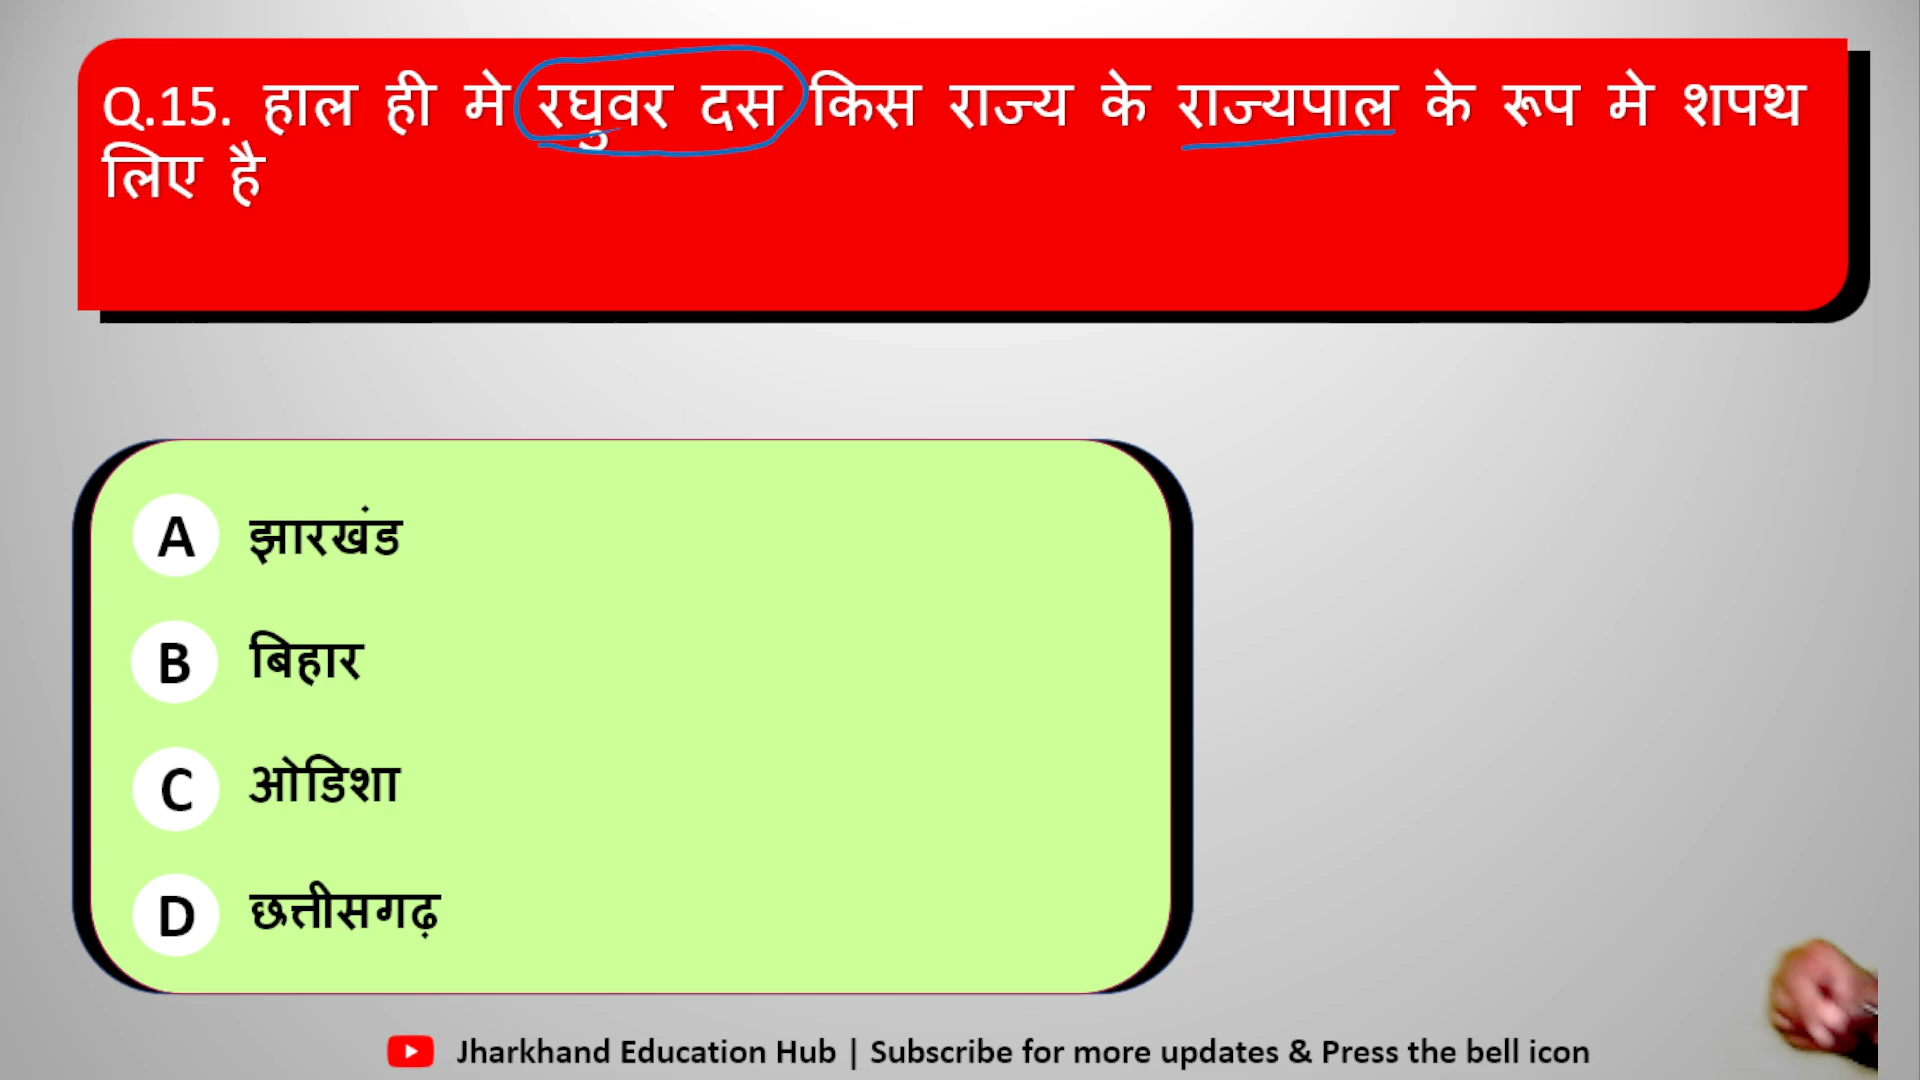 Q.15. हाल ही मे रघुवर दस किस राज्य के राज्यपाल के रूप मे शपथ
लिए है
A झारखंड
B बिहार
C ओडिशा
D छत्तीसगढ़
Jharkhand Education Hub | Subscribe for more updates & Press the bell icon